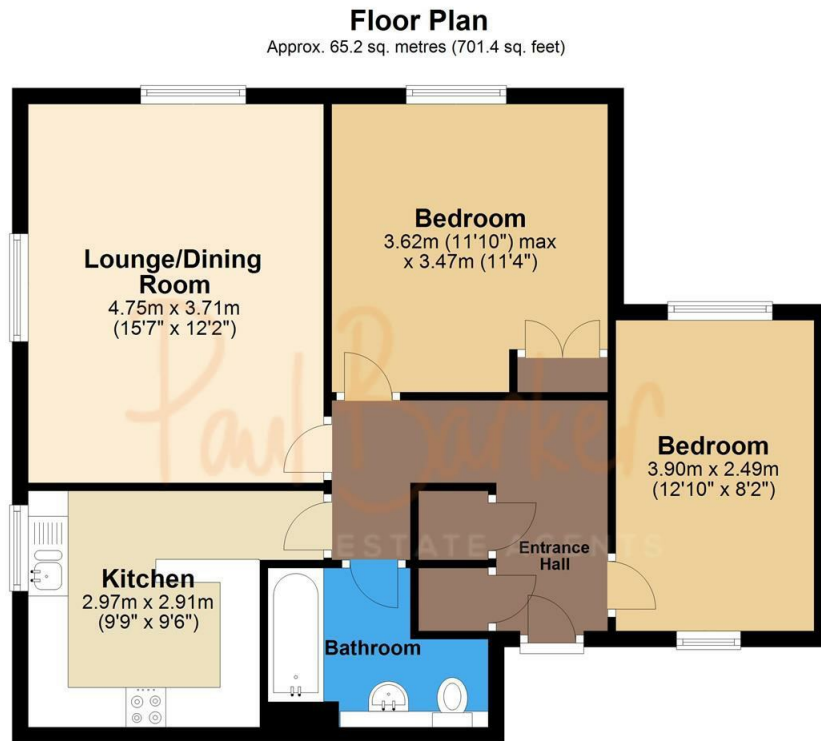 Floor Plan
Approx. 65.2 sq. metres (701.4 sq. feet)
Lounge/Dining
Room
4.75m x 3.71m
(15'7" x 12'2")
Bedroom
3.62m (11'10") max
x 3.47m (11'4")
Bedroom
3.90m x 2.49m
(12'10" x 8'2")
Kitchen
2.97m x 2.91m
(9'9" x 9'6")
Entrance
Hall
Bathroom
Paul Barker
ESTATE AGENTS